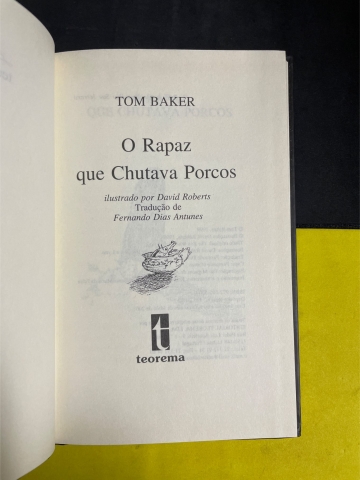 TOM BAKER
O Rapaz
que Chutava Porcos
ilustrado por David Roberts
Tradução de
Fernando Dias Antunes
t
teorema